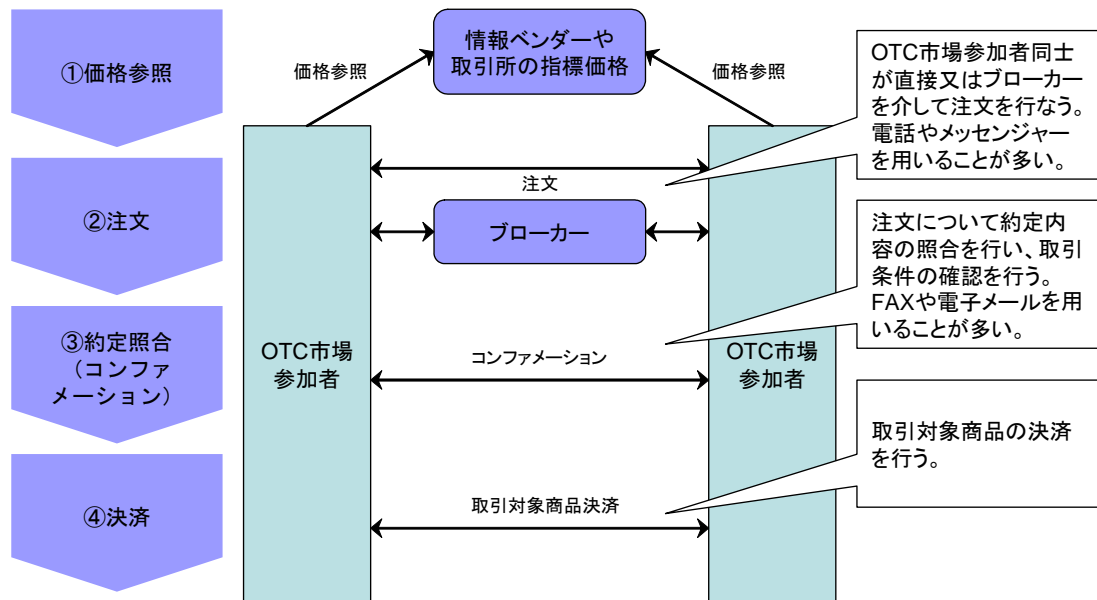 ①価格参照
情報ベンダーや
取引所の指標価格
価格参照
価格参照
OTC市場参加者同士
が直接又はブローカー
を介して注文を行なう。
電話やメッセンジャー
を用いることが多い。
②注文
注文
ブローカー
注文について約定内
容の照合を行い、取引
条件の確認を行う。
FAXや電子メールを用
いることが多い。
③約定照合
（コンファ
メーション）
OTC市場
参加者
コンファメーション
OTC市場
参加者
④決済
取引対象商品決済
取引対象商品の決済
を行う。